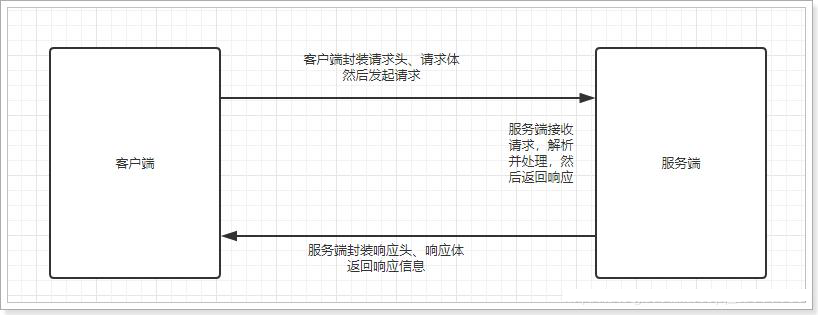 客户端封装请求头、请求体
然后发起请求
客户端
服务端接收
请求，解析
并处理，然
后返回响应
服务端
服务端封装响应头、响应体
返回响应信息